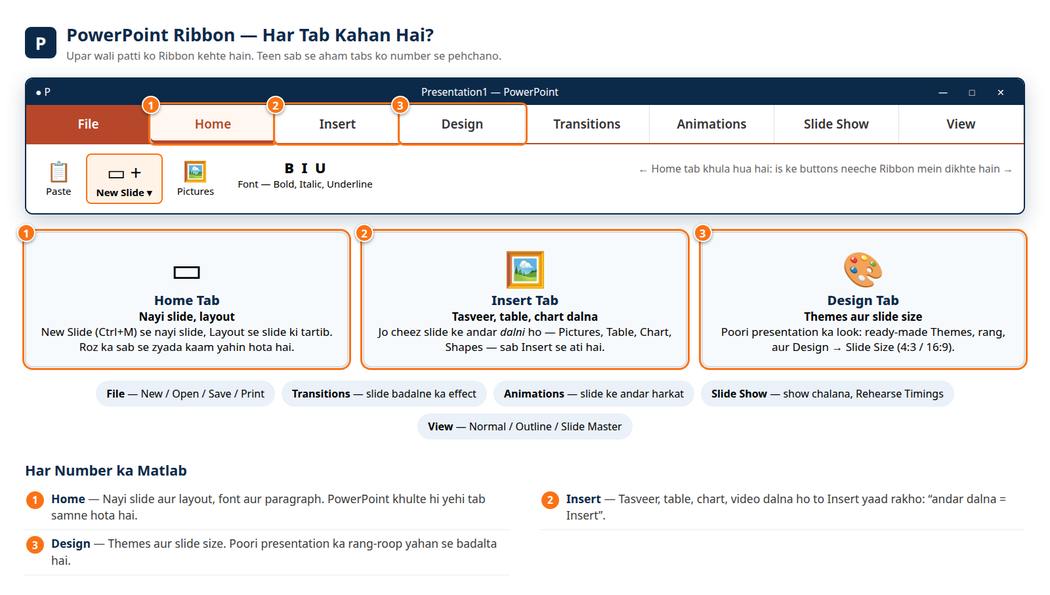 P
PowerPoint Ribbon — Har Tab Kahan Hai?
Upar wali patti ko Ribbon kehte hain. Teen sab se aham tabs ko number se pehchano.
● P
Presentation1 — PowerPoint
1
2
3
File
Home
Insert
Design
Transitions
Animations
Slide Show
View
Paste
▭ +
New Slide ▾
Pictures
B I U
Font — Bold, Italic, Underline
← Home tab khula hua hai: is ke buttons neeche Ribbon mein dikhte hain →
1
Home Tab
Nayi slide, layout
New Slide (Ctrl+M) se nayi slide, Layout se slide ki tartib.
Roz ka sab se zyada kaam yahin hota hai.
2
Insert Tab
Tasveer, table, chart dalna
Jo cheez slide ke andar dalni ho — Pictures, Table, Chart,
Shapes — sab Insert se ati hai.
3
Design Tab
Themes aur slide size
Poori presentation ka look: ready-made Themes, rang,
aur Design → Slide Size (4:3 / 16:9).
File — New / Open / Save / Print
Transitions — slide badalne ka effect
Animations — slide ke andar harkat
Slide Show — show chalana, Rehearse Timings
View — Normal / Outline / Slide Master
Har Number ka Matlab
1 Home — Nayi slide aur layout, font aur paragraph. PowerPoint khulte hi yehi tab
samne hota hai.
2 Insert — Tasveer, table, chart, video dalna ho to Insert yaad rakho: “andar dalna =
Insert”.
3 Design — Themes aur slide size. Poori presentation ka rang-roop yahan se badalta
hai.